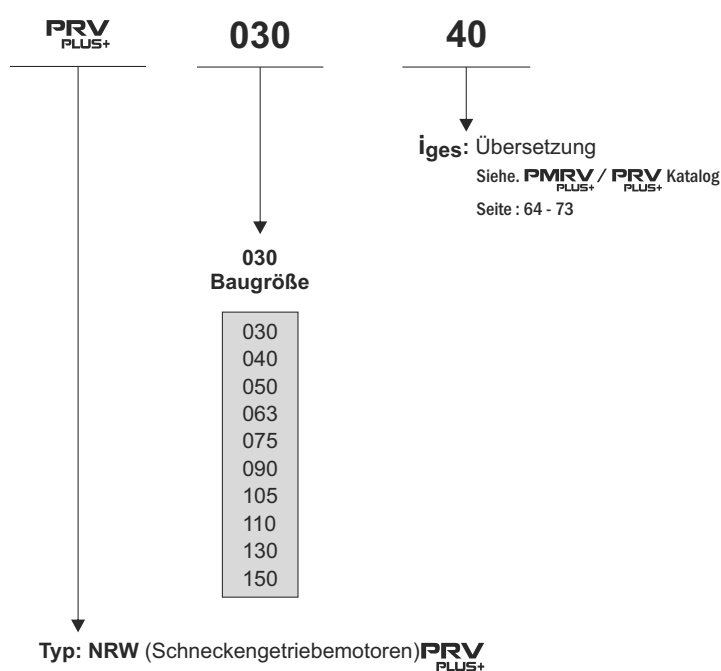 PRV PLUS+ 030 40
iges: Übersetzung
Siehe. PMRV PLUS+ / PRV PLUS+ Katalog
Seite : 64 - 73
030
Baugröße
030
040
050
063
075
090
105
110
130
150
Typ: NRW (Schneckengetriebemotoren) PRV PLUS+